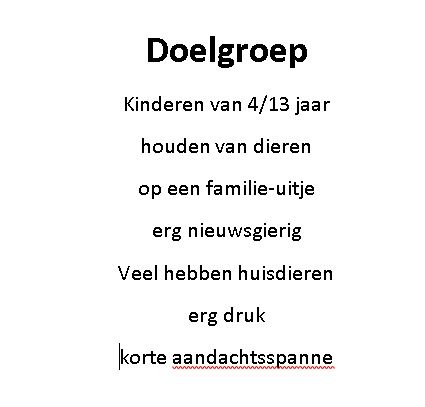 Doelgroep
Kinderen van 4/13 jaar
houden van dieren
op een familie-uitje
erg nieuwsgierig
Veel hebben huisdieren
erg druk
korte aandachtsspanne